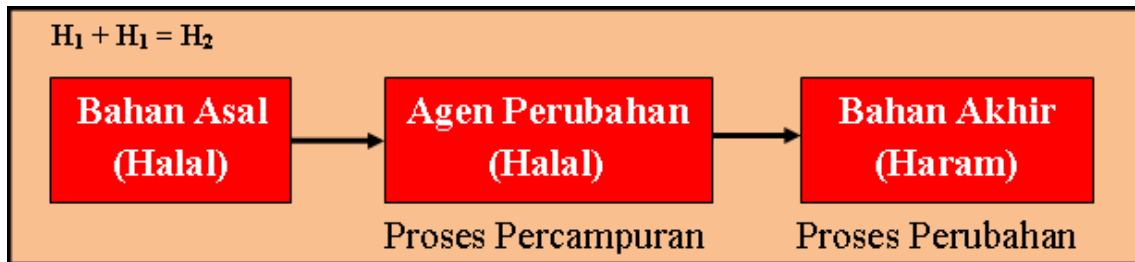 H₁ + H₁ = H₂
Bahan Asal
(Halal)
Agen Perubahan
(Halal)
Bahan Akhir
(Haram)
Proses Percampuran
Proses Perubahan